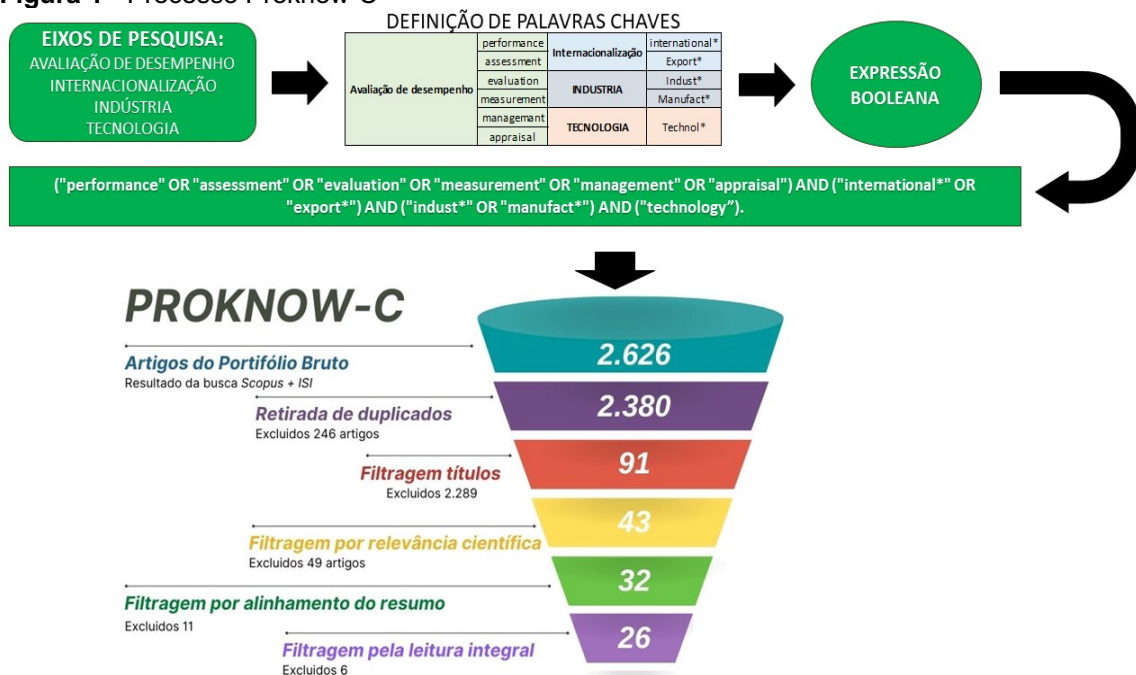 Figura 1 - Processo Proknow-C
DEFINIÇÃO DE PALAVRAS CHAVES
EIXOS DE PESQUISA:
AVALIAÇÃO DE DESEMPENHO
INTERNACIONALIZAÇÃO
INDÚSTRIA
TECNOLOGIA
Avaliação de desempenho
performance
assessment
evaluation
measurement
managemant
appraisal
Internacionalização
international*
Export*
INDUSTRIA
Indust*
Manufact*
TECNOLOGIA
Technol*
EXPRESSÃO
BOOLEANA
("performance" OR "assessment" OR "evaluation" OR "measurement" OR "management" OR "appraisal") AND ("international*" OR
"export*") AND ("indust*" OR "manufact*") AND ("technology”).
PROKNOW-C
Artigos do Portifólio Bruto
Resultado da busca Scopus + ISI
2.626
Retirada de duplicados
Excluidos 246 artigos
2.380
Filtragem títulos
Excluidos 2.289
91
Filtragem por relevância científica
Excluidos 49 artigos
43
Filtragem por alinhamento do resumo
Excluidos 11
32
Filtragem pela leitura integral
Excluidos 6
26